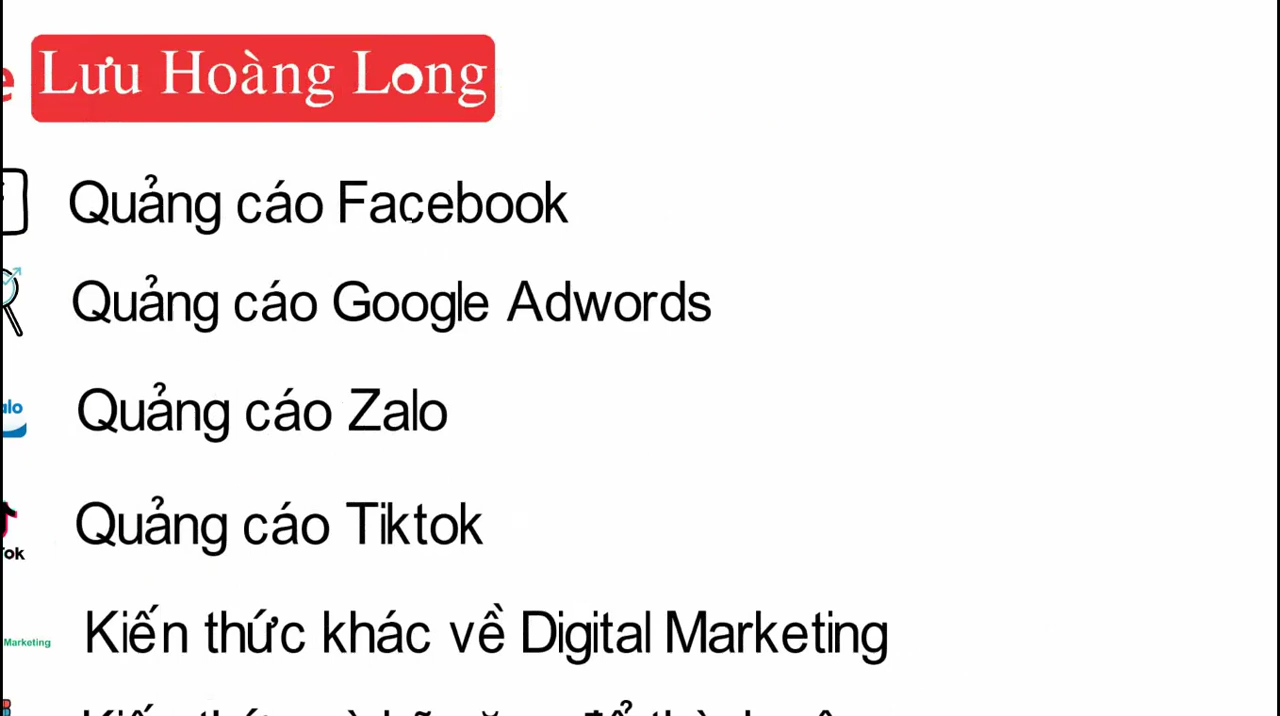 Lưu Hoàng Long
Quảng cáo Facebook
Quảng cáo Google Adwords
Quảng cáo Zalo
Quảng cáo Tiktok
Marketing
Kiến thức khác về Digital Marketing